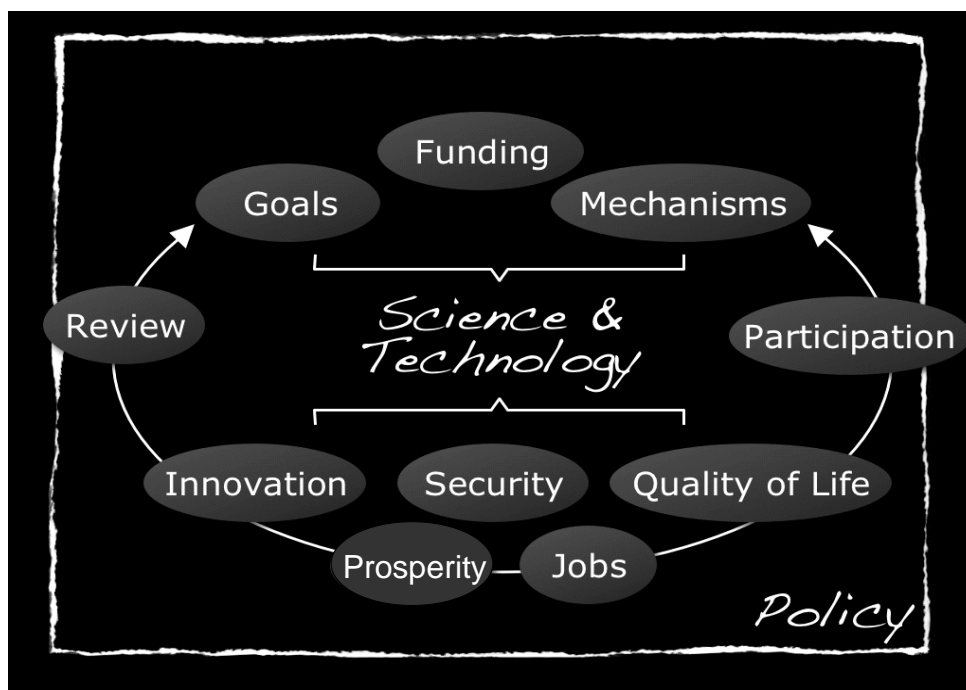 Funding
Goals
Mechanisms
Science &
Technology
Review
Participation
Innovation
Security
Quality of Life
Prosperity
Jobs
Policy